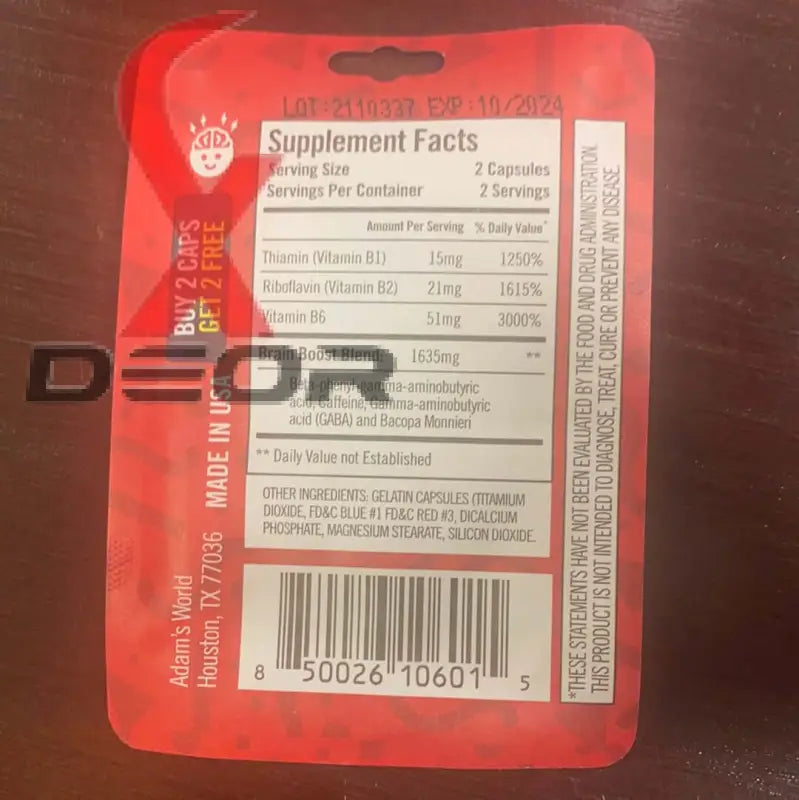 LOT:2110337 EXP:10/2024
Supplement Facts
Serving Size 2 Capsules
Servings Per Container 2 Servings
Amount Per Serving % Daily Value*
Thiamin (Vitamin B1) 15mg 1250%
Riboflavin (Vitamin B2) 21mg 1615%
Vitamin B6 51mg 3000%
Brain Boost Blend: 1635mg **
Beta-phenyl-gamma-aminobutyric
acid, Caffeine, Gamma-aminobutyric
acid (GABA) and Bacopa Monnieri
** Daily Value not Established
OTHER INGREDIENTS: GELATIN CAPSULES (TITAMIUM
DIOXIDE, FD&C BLUE #1 FD&C RED #3, DICALCIUM
PHOSPHATE, MAGNESIUM STEARATE, SILICON DIOXIDE.
8 50026 10601 5
BUY 2 CAPS
GET 2 FREE
MADE IN USA
Adam's World
Houston, TX 77036
*THESE STATEMENTS HAVE NOT BEEN EVALUATED BY THE FOOD AND DRUG ADMINISTRATION.
THIS PRODUCT IS NOT INTENDED TO DIAGNOSE, TREAT, CURE OR PREVENT ANY DISEASE.
DEOR